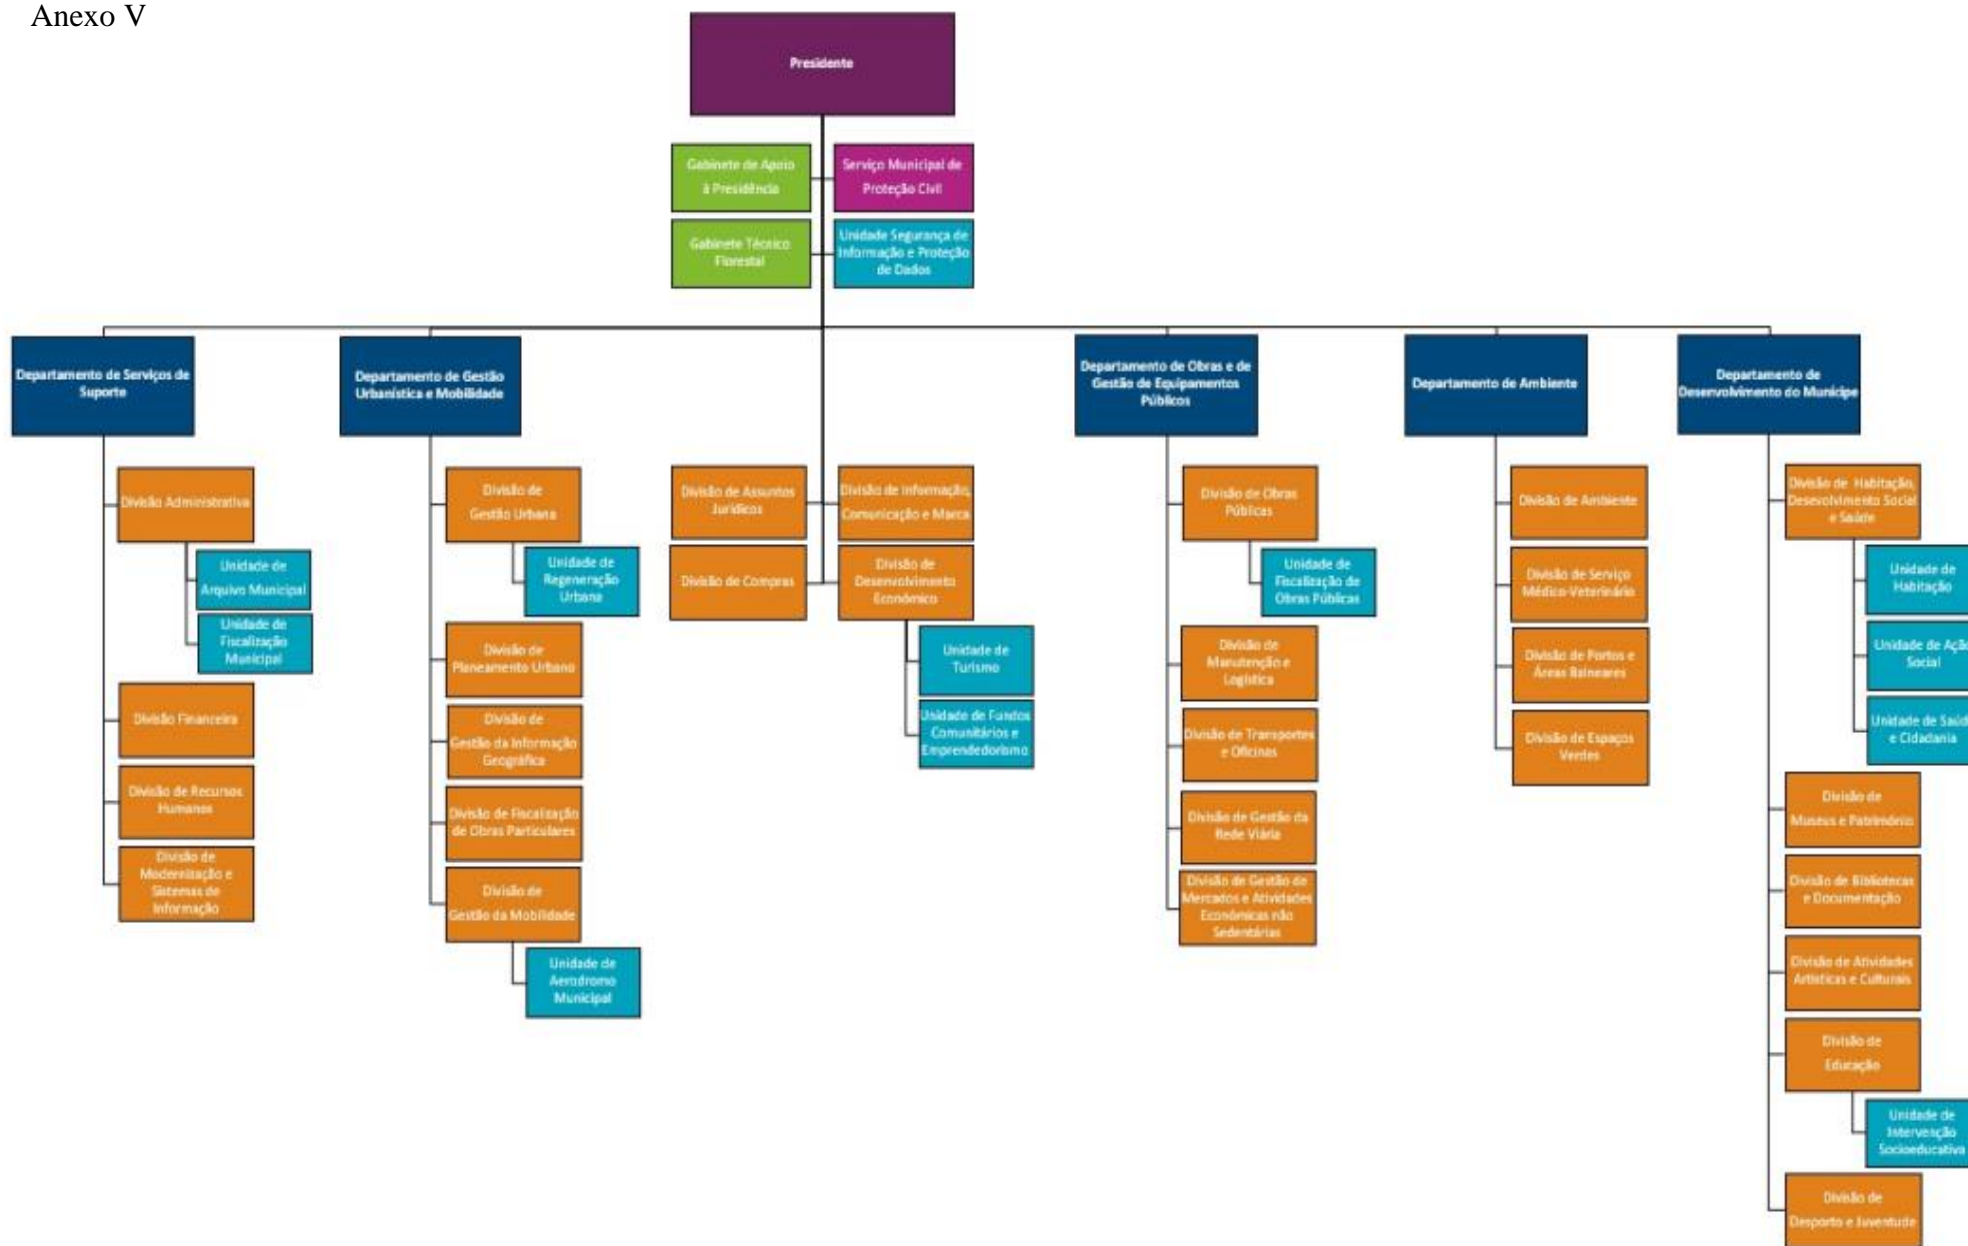 Anexo V
Presidente
Gabinete de Apoio
à Presidência
Serviço Municipal de
Proteção Civil
Gabinete Técnico
Florestal
Unidade Segurança de
Informação e Proteção
de Dados
Departamento de Serviços de
Suporte
Divisão Administrativa
Unidade de
Arquivo Municipal
Unidade de
Fiscalização
Municipal
Divisão Financeira
Divisão de Recursos
Humanos
Divisão de
Modernização e
Sistemas de
Informação
Departamento de Gestão
Urbanística e Mobilidade
Divisão de
Gestão Urbana
Unidade de
Regeneração
Urbana
Divisão de
Planeamento Urbano
Divisão de
Gestão da Informação
Geográfica
Divisão de Fiscalização
de Obras Particulares
Divisão de
Gestão da Mobilidade
Unidade de
Aerodromo
Municipal
Divisão de Assuntos
Jurídicos
Divisão de Informação,
Comunicação e Marca
Divisão de Compras
Divisão de
Desenvolvimento
Económico
Unidade de
Turismo
Unidade de Fundos
Comunitários e
Emprendedorismo
Departamento de Obras e de
Gestão de Equipamentos
Públicos
Divisão de Obras
Públicas
Unidade de
Fiscalização de
Obras Públicas
Divisão de
Manutenção e
Logística
Divisão de Transportes
e Oficinas
Divisão de Gestão da
Rede Viária
Divisão de Gestão de
Mercados e Atividades
Económicas não
Sedentárias
Departamento de Ambiente
Divisão de Ambiente
Divisão de Serviço
Médico-Veterinário
Divisão de Portos e
Áreas Balneares
Divisão de Espaços
Verdes
Departamento de
Desenvolvimento do Munícipe
Divisão de Habitação,
Desevolvimento Social
e Saúde
Unidade de
Habitação
Unidade de Ação
Social
Unidade de Saúd
e Cidadania
Divisão de
Museus e Património
Divisão de Bibliotecas
e Documentação
Divisão de Atividades
Artísticas e Culturais
Divisão de
Educação
Unidade de
Intervenção
Socioeducativa
Divisão de
Desporto e Juventude